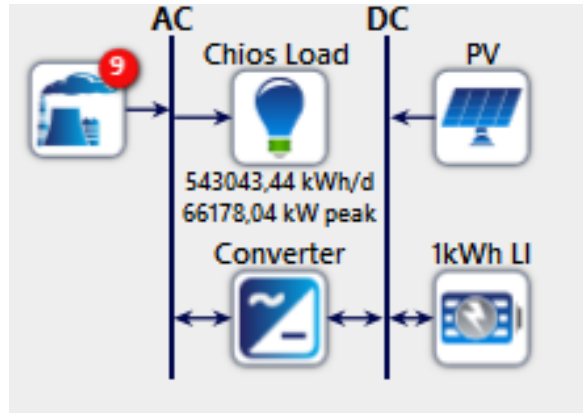 AC DC
9
Chios Load PV
543043,44 kWh/d
66178,04 kW peak
Converter 1kWh LI